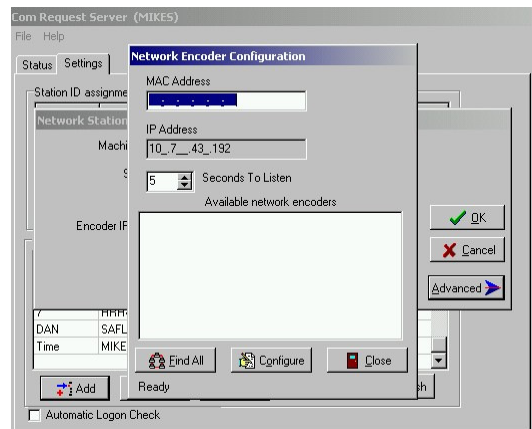 Com Request Server (MIKES)
File Help
Status Settings
Station ID assignme
Network Station
Machi
Encoder IF
Network Encoder Configuration
MAC Address
. . . . .
IP Address
10_.7__.43_.192
5 Seconds To Listen
Available network encoders
Find All Configure Close
Ready
OK
Cancel
Advanced
DAN SAFL
Time MIKE
Add
Automatic Logon Check